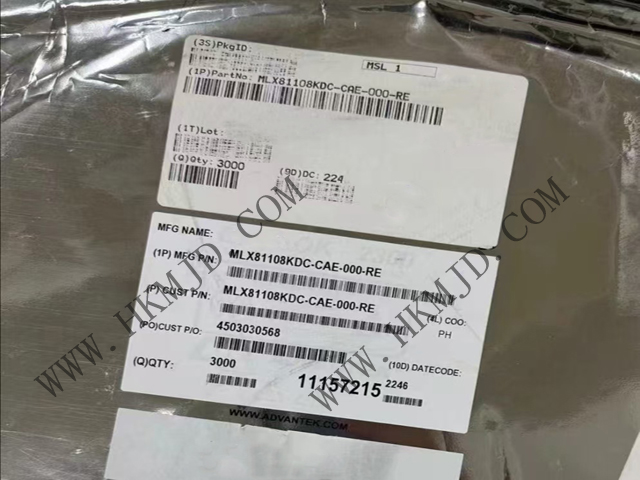 (3S)PkgID:
MSL 1
(1P)PartNo: MLX81108KDC-CAE-000-RE
(1T)Lot:
(Q)Qty: 3000
(9D)DC: 224
MFG NAME:
(1P) MFG P/N: MLX81108KDC-CAE-000-RE
(P) CUST P/N: MLX81108KDC-CAE-000-RE
(4L) COO:
PH
(PO)CUST P/O: 4503030568
(10D) DATECODE:
2246
(Q)QTY: 3000
11157215
WWW.ADVANTEK.COM
WWW.HKMJD.COM
WWW.HKMJD.COM